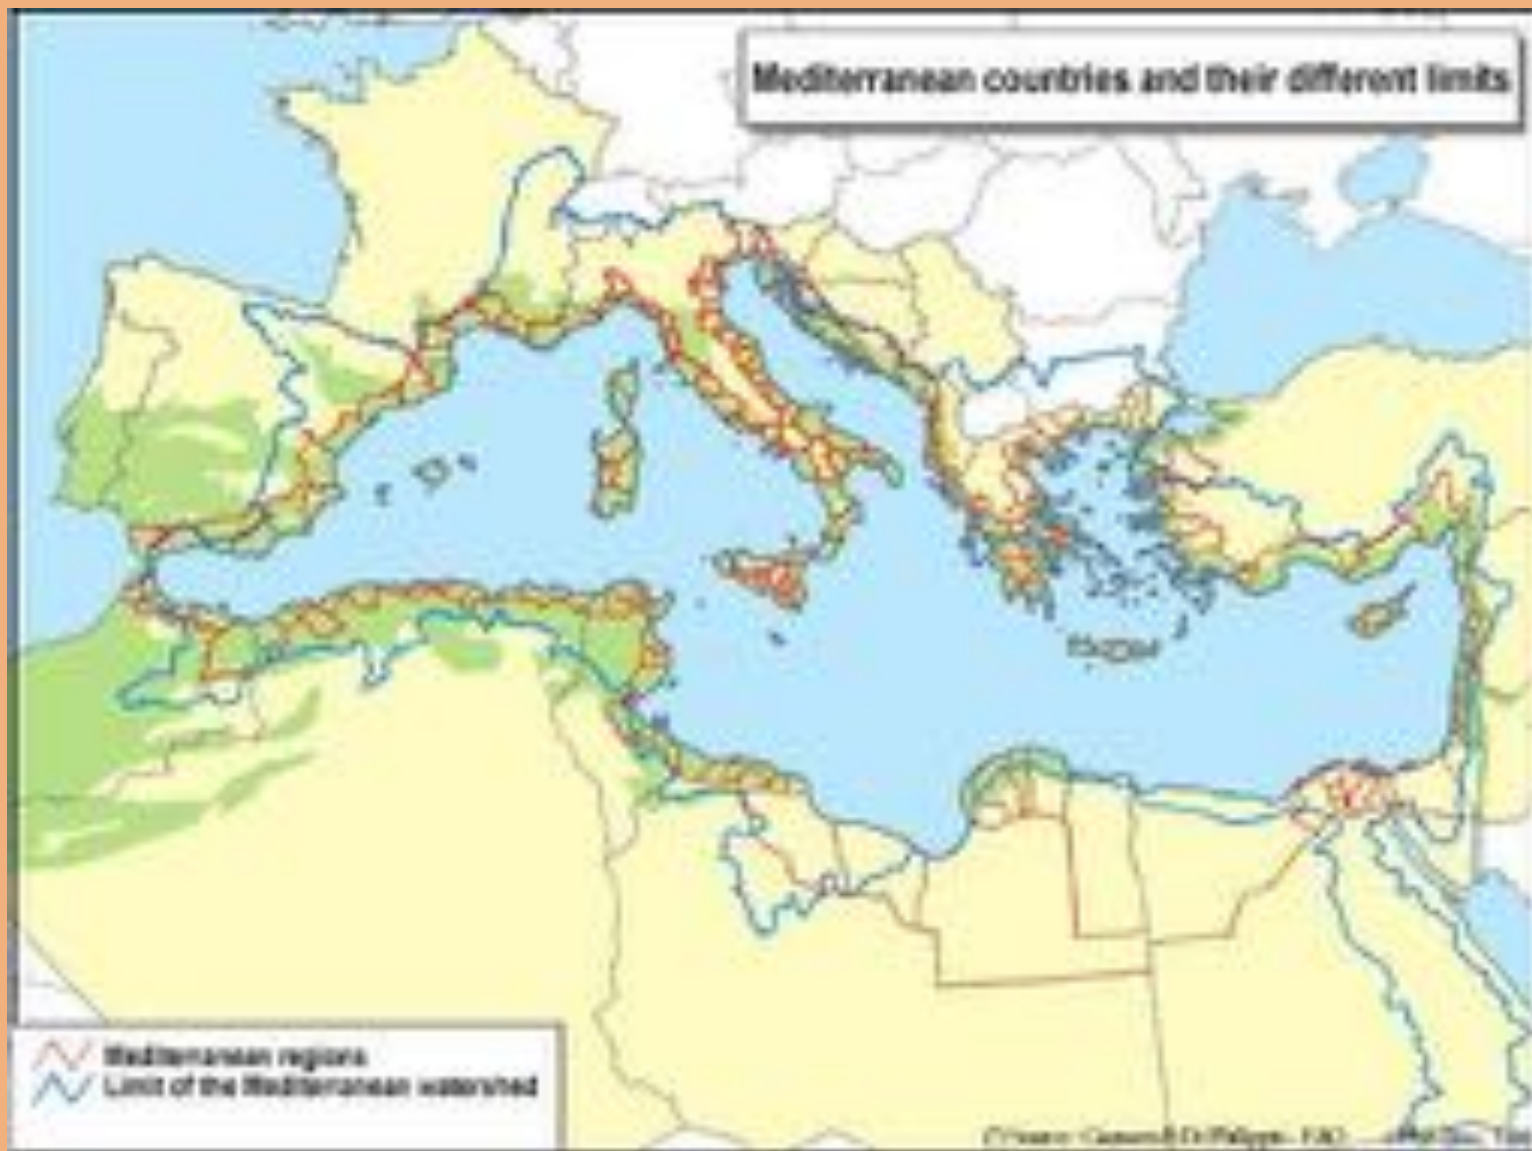 Mediterranean countries and their different limits
Mediterranean regions
Limit of the Mediterranean watershed